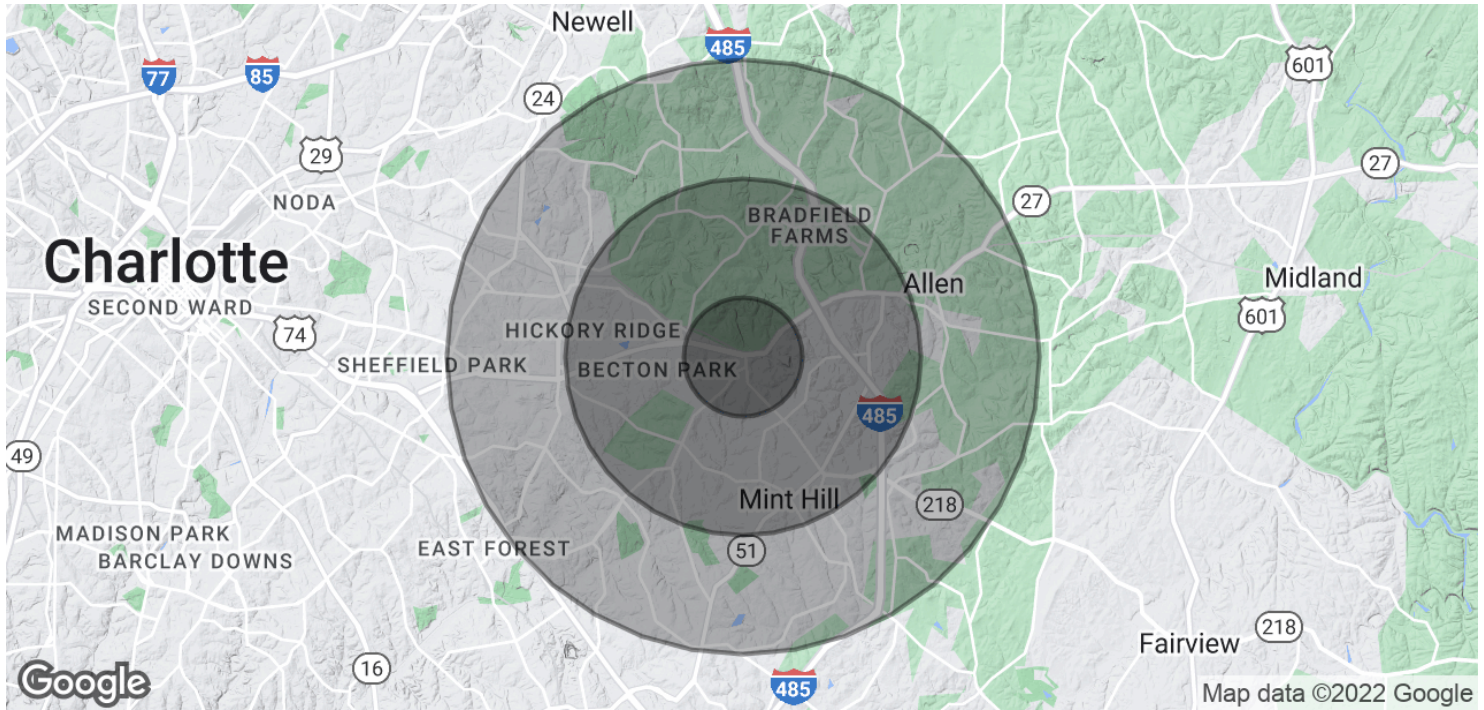 Newell
485
601
77
85
24
29
27
NODA
27
BRADFIELD
FARMS
Charlotte
SECOND WARD
Allen
Midland
601
74
HICKORY RIDGE
SHEFFIELD PARK
BECTON PARK
485
49
Mint Hill
218
MADISON PARK
BARCLAY DOWNS
EAST FOREST
51
218
Fairview
16
485
Google
Map data ©2022 Google